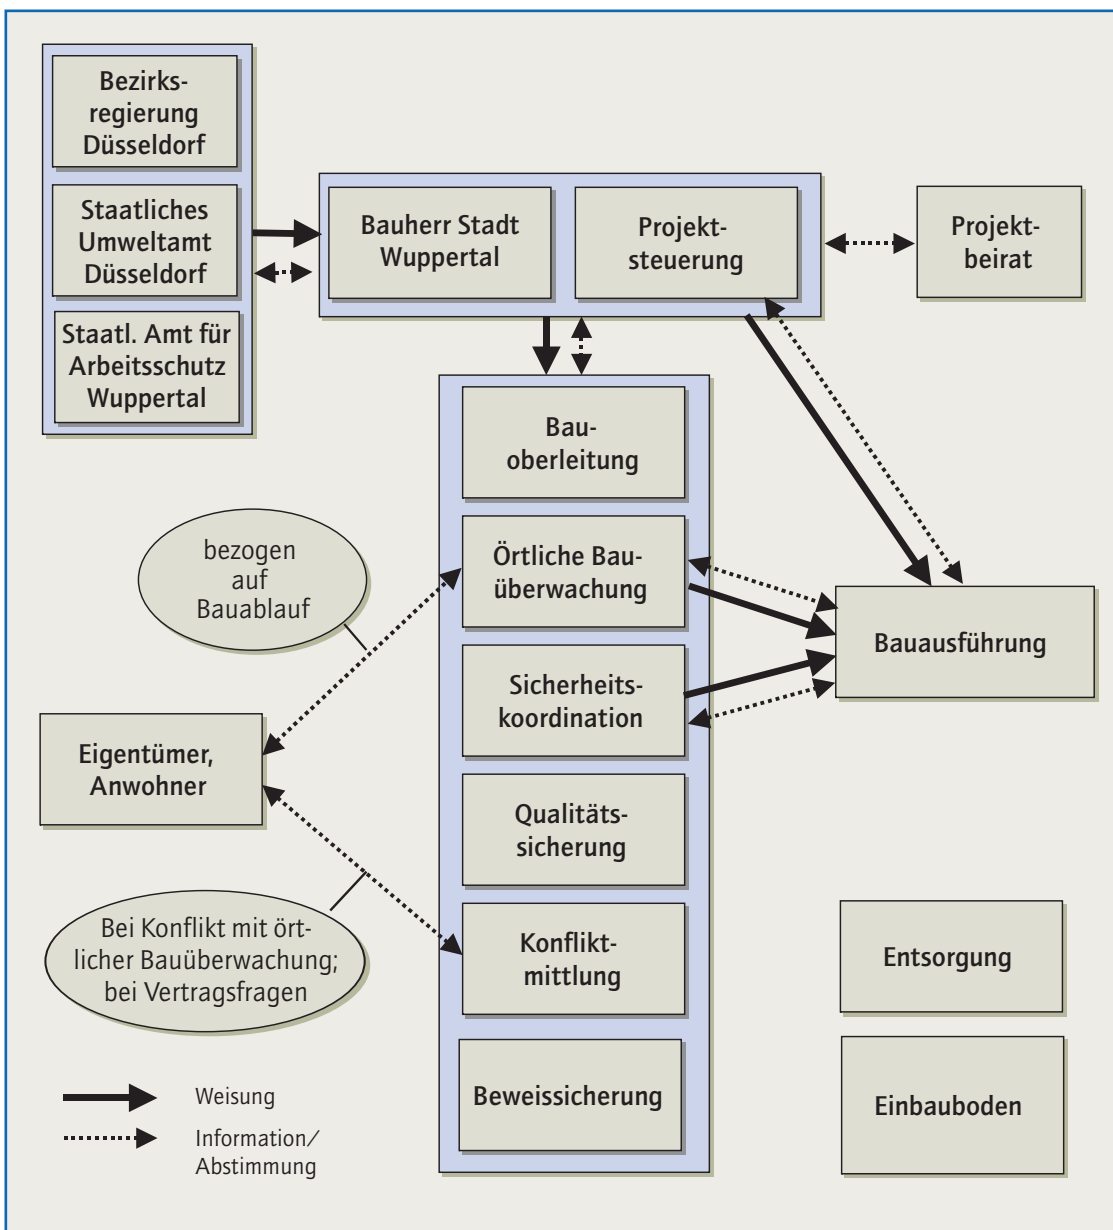 Bezirks-
regierung
Düsseldorf
Staatliches
Umweltamt
Düsseldorf
Staatl. Amt für
Arbeitsschutz
Wuppertal
Bauherr Stadt
Wuppertal
Projekt-
steuerung
Projekt-
beirat
Bau-
oberleitung
Örtliche Bau-
überwachung
Sicherheits-
koordination
Qualitäts-
sicherung
Konflikt-
mittlung
Beweissicherung
bezogen
auf
Bauablauf
Eigentümer,
Anwohner
Bei Konflikt mit ört-
licher Bauüberwachung;
bei Vertragsfragen
Bauausführung
Entsorgung
Einbauboden
Weisung
Information/
Abstimmung